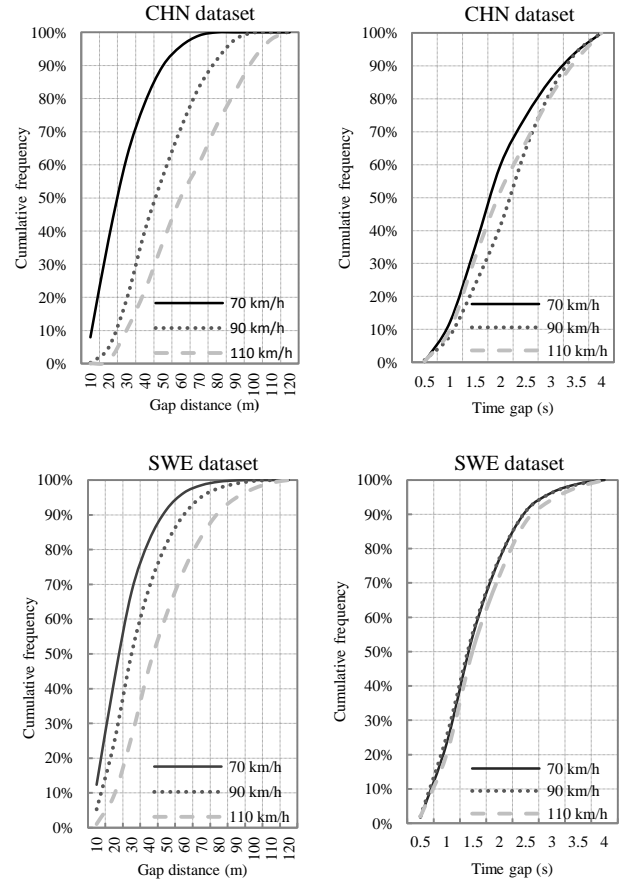 CHN dataset
100%
90%
80%
70%
60%
50%
40%
30%
20%
10%
0%
Cumulative frequency
70 km/h
90 km/h
110 km/h
10 20 30 40 50 60 70 80 90 100 110 120
Gap distance (m)
CHN dataset
100%
90%
80%
70%
60%
50%
40%
30%
20%
10%
0%
Cumulative frequency
70 km/h
90 km/h
110 km/h
0.5 1 1.5 2 2.5 3 3.5 4
Time gap (s)
SWE dataset
100%
90%
80%
70%
60%
50%
40%
30%
20%
10%
0%
Cumulative frequency
70 km/h
90 km/h
110 km/h
10 20 30 40 50 60 70 80 90 100 110 120
Gap distance (m)
SWE dataset
100%
90%
80%
70%
60%
50%
40%
30%
20%
10%
0%
Cumulative frequency
70 km/h
90 km/h
110 km/h
0.5 1 1.5 2 2.5 3 3.5 4
Time gap (s)